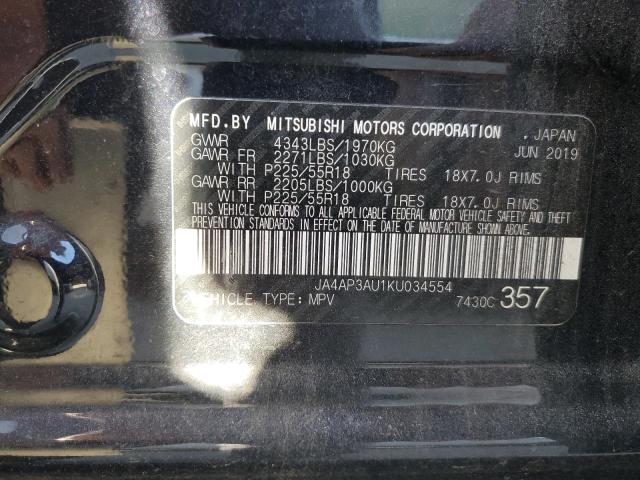 MFD.BY MITSUBISHI MOTORS CORPORATION , JAPAN
GVWR 4343LBS/1970KG JUN 2019
GAWR FR 2271LBS/1030KG
WITH P225/55R18 TIRES 18X7.0J RIMS
GAWR RR 2205LBS/1000KG
WITH P225/55R18 TIRES 18X7.0J RIMS
THIS VEHICLE CONFORMS TO ALL APPLICABLE FEDERAL MOTOR VEHICLE SAFETY AND THEFT
PREVENTION STANDARDS IN EFFECT ON THE DATE OF MANUFACTURE SHOWN ABOVE.
JA4AP3AU1KU034554
VEHICLE TYPE: MPV 7430C 357